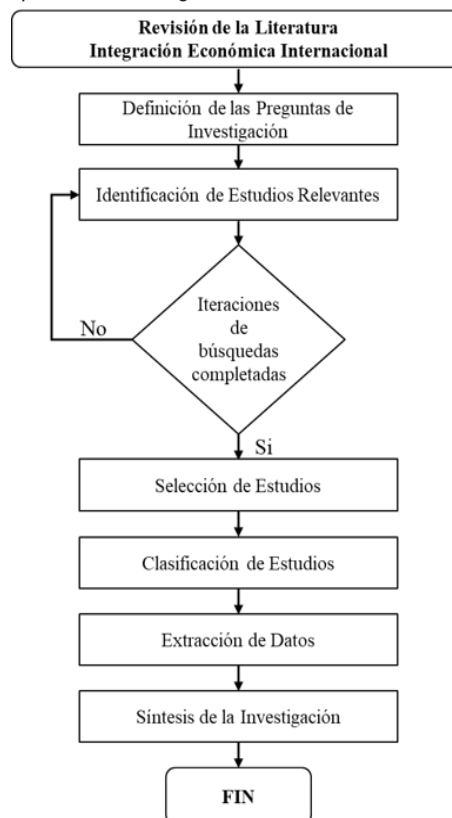 Revisión de la Literatura
Integración Económica Internacional
Definición de las Preguntas de
Investigación
Identificación de Estudios Relevantes
Iteraciones
de
búsquedas
completadas
No
Si
Selección de Estudios
Clasificación de Estudios
Extracción de Datos
Síntesis de la Investigación
FIN